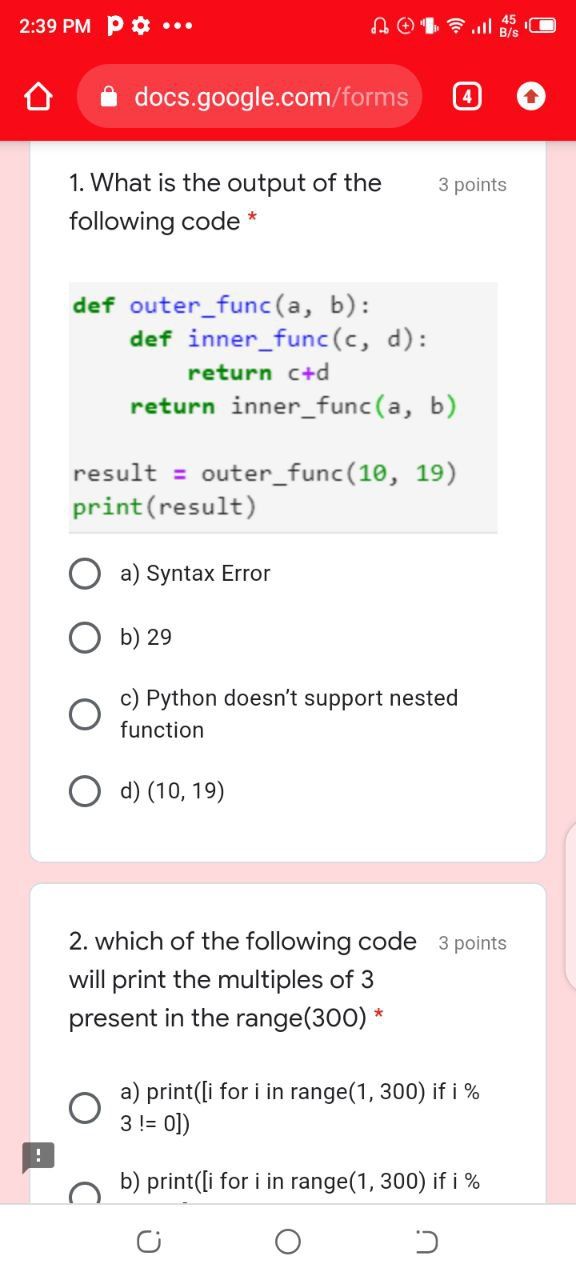 2:39 PM
45
B/s
docs.google.com/forms
4
1. What is the output of the
3 points
following code *
def outer_func(a, b):
    def inner_func(c, d):
        return c+d
    return inner_func(a, b)
result = outer_func(10, 19)
print(result)
a) Syntax Error
b) 29
c) Python doesn't support nested
function
d) (10, 19)
2. which of the following code
3 points
will print the multiples of 3
present in the range(300) *
a) print([i for i in range(1, 300) if i %
3 != 0])
b) print([i for i in range(1, 300) if i %